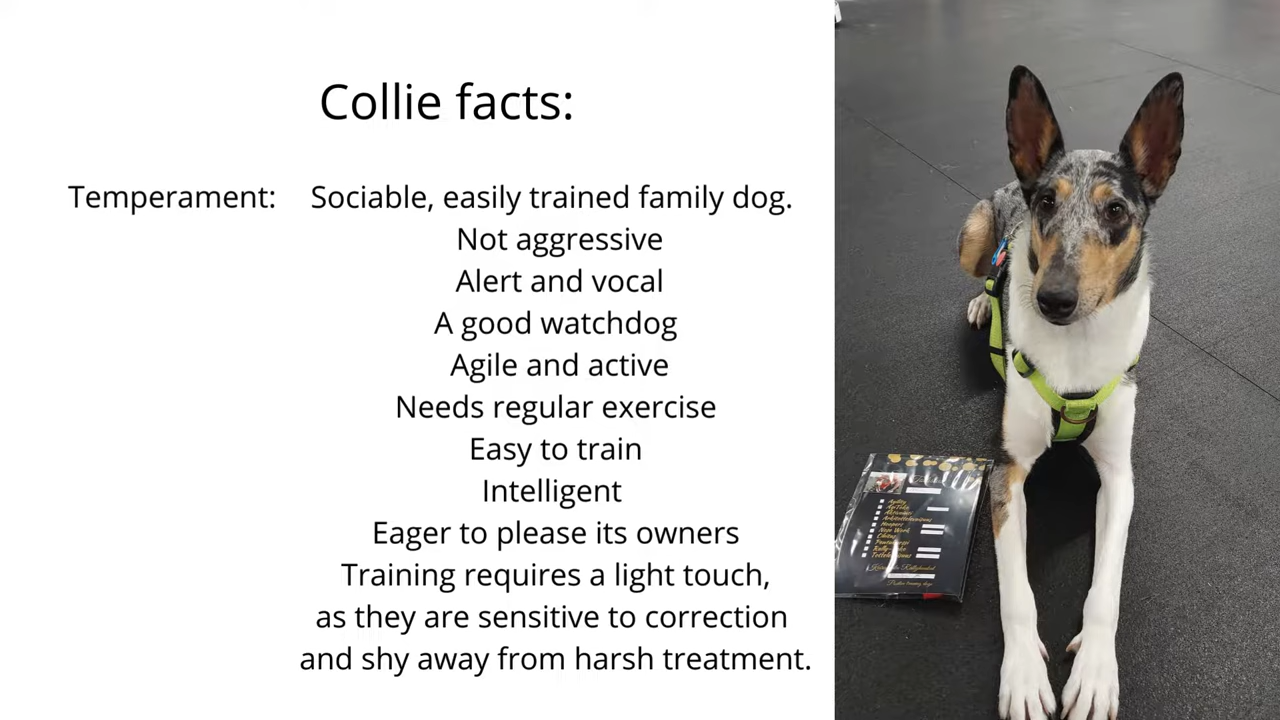 Collie facts:
Temperament: Sociable, easily trained family dog.
Not aggressive
Alert and vocal
A good watchdog
Agile and active
Needs regular exercise
Easy to train
Intelligent
Eager to please its owners
Training requires a light touch,
as they are sensitive to correction
and shy away from harsh treatment.
Agility